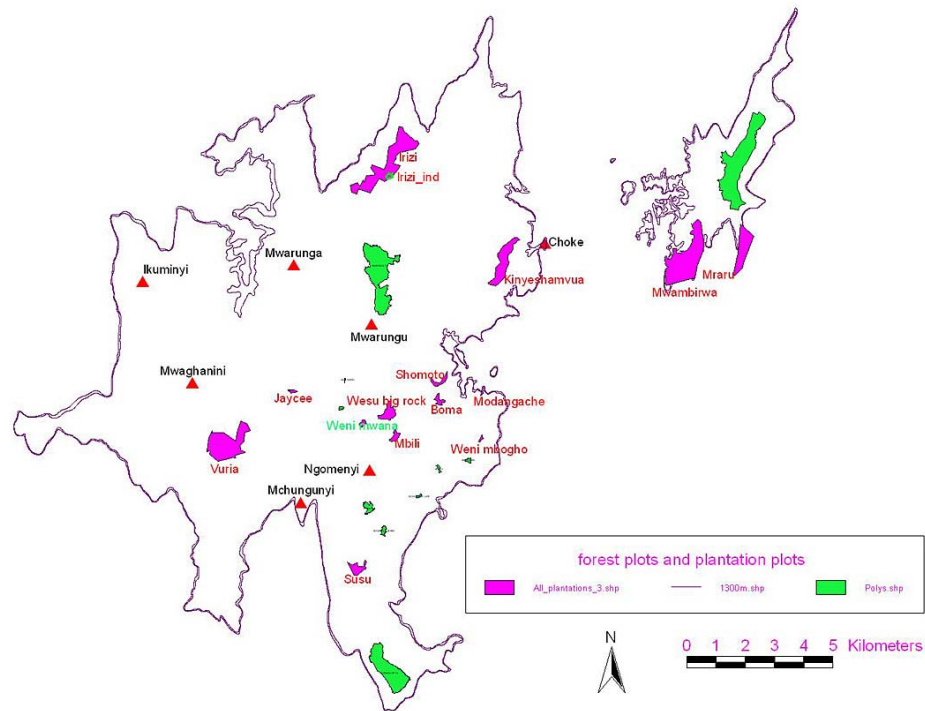 Irizi
Irizi_ind
Choke
Mwarunga
Ikuminyi
Kinyeshamvua
Mraru
Mwambirwa
Mwarungu
Shomoto
Mwaghanini
Jaycee
Wesu big rock
Modangache
Boma
Weni mwana
Mbili
Weni mbogho
Vuria
Ngomenyi
Mchungunyi
Susu
forest plots and plantation plots
All_plantations_3.shp
1300m.shp
Polys.shp
N
0 1 2 3 4 5 Kilometers